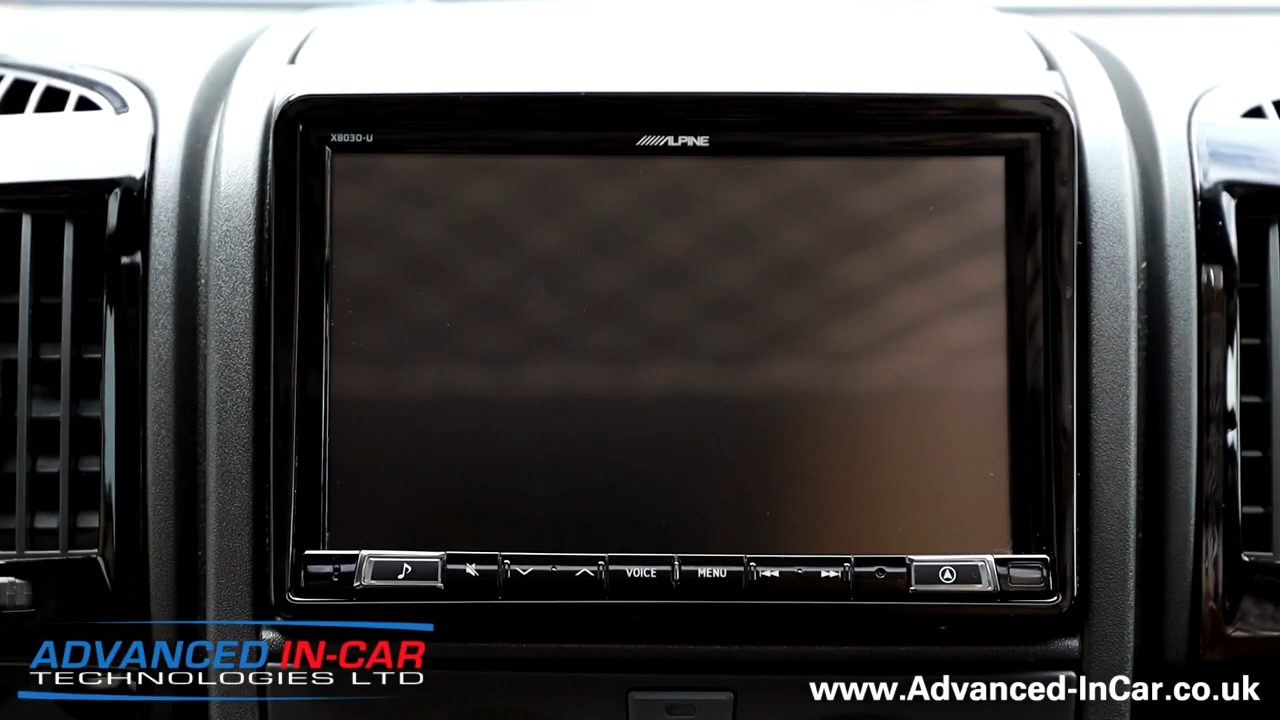 X803D-U
ALPINE
VOICE MENU
ADVANCED IN-CAR
TECHNOLOGIES LTD
www.Advanced-InCar.co.uk